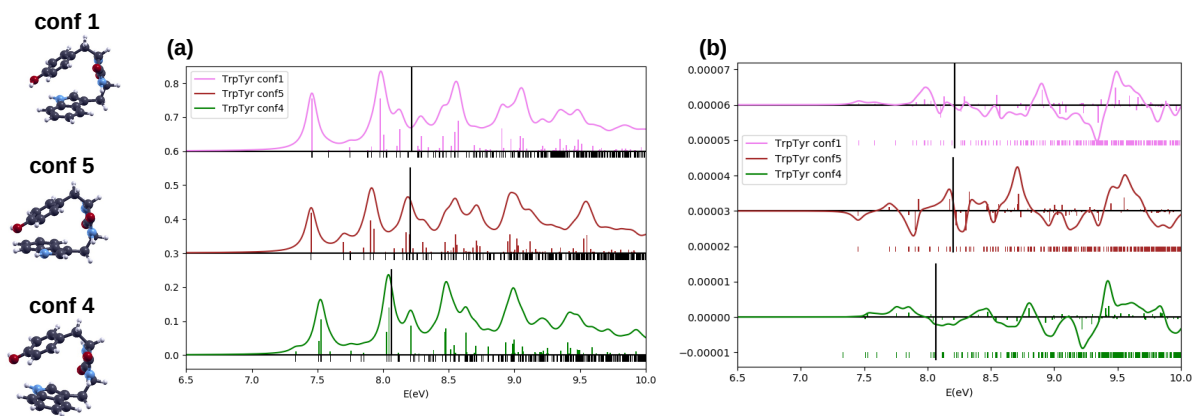 conf 1
conf 5
conf 4
(a)
TrpTyr conf1
TrpTyr conf5
TrpTyr conf4
0.8
0.7
0.6
0.5
0.4
0.3
0.2
0.1
0.0
6.5 7.0 7.5 8.0 8.5 9.0 9.5 10.0
E(eV)
(b)
0.00007
0.00006
0.00005
TrpTyr conf1
TrpTyr conf5
TrpTyr conf4
0.00004
0.00003
0.00002
0.00001
0.00000
−0.00001
6.5 7.0 7.5 8.0 8.5 9.0 9.5 10.0
E(eV)